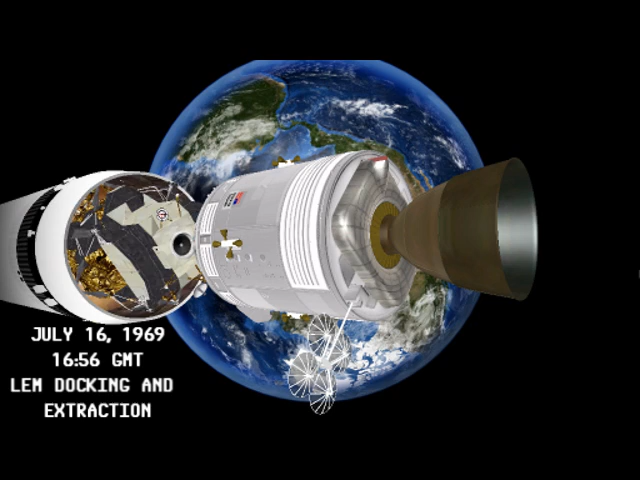 JULY 16, 1969
16:56 GMT
LEM DOCKING AND
EXTRACTION